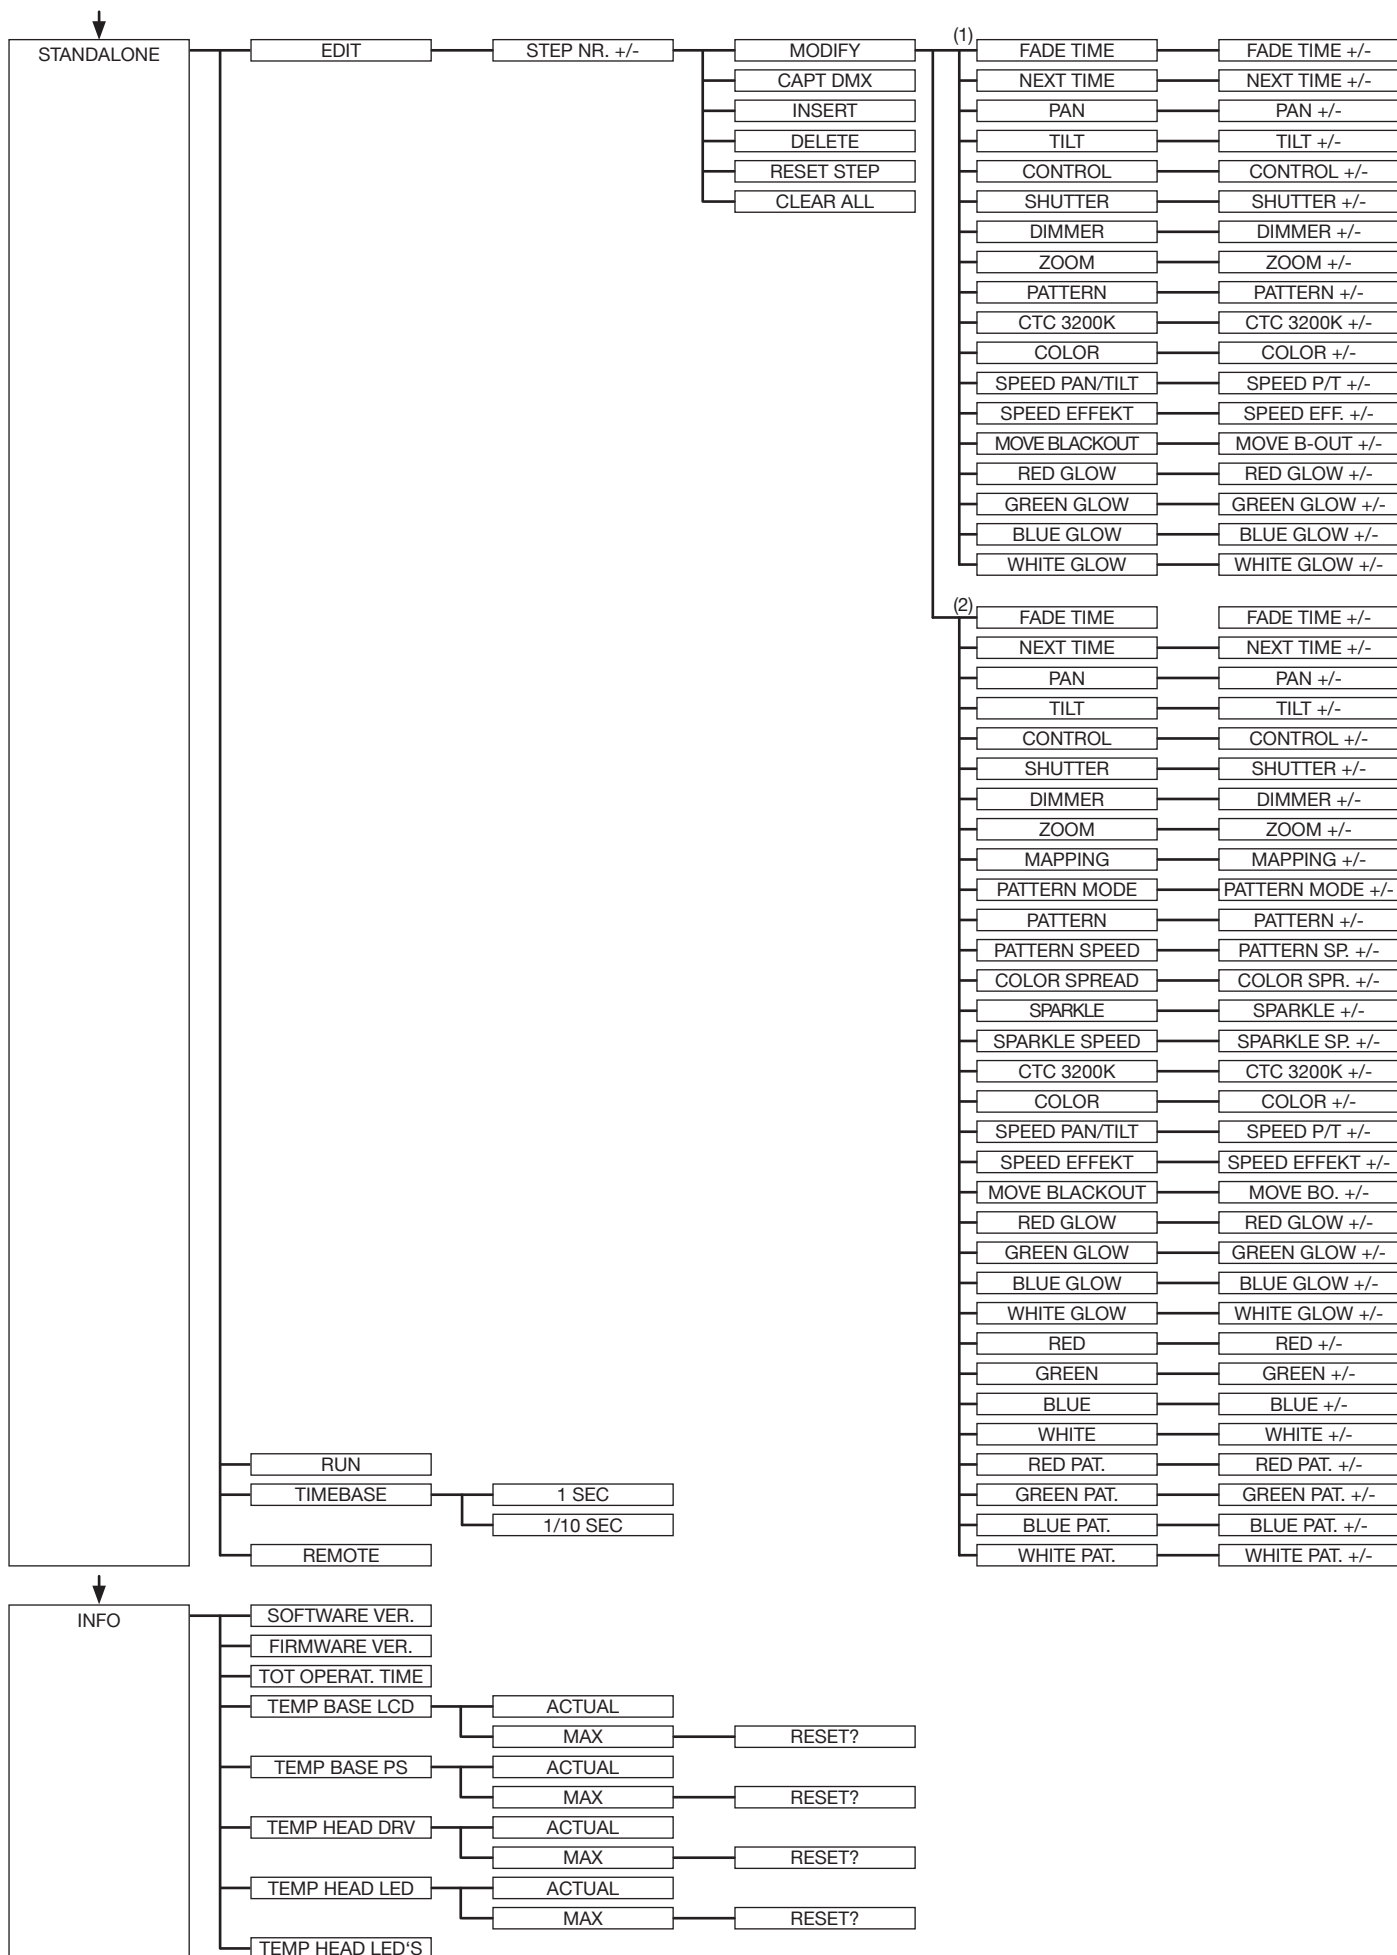 STANDALONE EDIT STEP NR. +/- MODIFY (1) FADE TIME FADE TIME +/-
CAPT DMX NEXT TIME NEXT TIME +/-
INSERT PAN PAN +/-
DELETE TILT TILT +/-
RESET STEP CONTROL CONTROL +/-
CLEAR ALL SHUTTER SHUTTER +/-
DIMMER DIMMER +/-
ZOOM ZOOM +/-
PATTERN PATTERN +/-
CTC 3200K CTC 3200K +/-
COLOR COLOR +/-
SPEED PAN/TILT SPEED P/T +/-
SPEED EFFEKT SPEED EFF. +/-
MOVE BLACKOUT MOVE B-OUT +/-
RED GLOW RED GLOW +/-
GREEN GLOW GREEN GLOW +/-
BLUE GLOW BLUE GLOW +/-
WHITE GLOW WHITE GLOW +/-
(2) FADE TIME FADE TIME +/-
NEXT TIME NEXT TIME +/-
PAN PAN +/-
TILT TILT +/-
CONTROL CONTROL +/-
SHUTTER SHUTTER +/-
DIMMER DIMMER +/-
ZOOM ZOOM +/-
MAPPING MAPPING +/-
PATTERN MODE PATTERN MODE +/-
PATTERN PATTERN +/-
PATTERN SPEED PATTERN SP. +/-
COLOR SPREAD COLOR SPR. +/-
SPARKLE SPARKLE +/-
SPARKLE SPEED SPARKLE SP. +/-
CTC 3200K CTC 3200K +/-
COLOR COLOR +/-
SPEED PAN/TILT SPEED P/T +/-
SPEED EFFEKT SPEED EFFEKT +/-
MOVE BLACKOUT MOVE BO. +/-
RED GLOW RED GLOW +/-
GREEN GLOW GREEN GLOW +/-
BLUE GLOW BLUE GLOW +/-
WHITE GLOW WHITE GLOW +/-
RED RED +/-
GREEN GREEN +/-
BLUE BLUE +/-
WHITE WHITE +/-
RUN RED PAT. RED PAT. +/-
TIMEBASE 1 SEC GREEN PAT. GREEN PAT. +/-
1/10 SEC BLUE PAT. BLUE PAT. +/-
REMOTE WHITE PAT. WHITE PAT. +/-
INFO SOFTWARE VER.
FIRMWARE VER.
TOT OPERAT. TIME
TEMP BASE LCD ACTUAL
MAX RESET?
TEMP BASE PS ACTUAL
MAX RESET?
TEMP HEAD DRV ACTUAL
MAX RESET?
TEMP HEAD LED ACTUAL
MAX RESET?
TEMP HEAD LED‘S